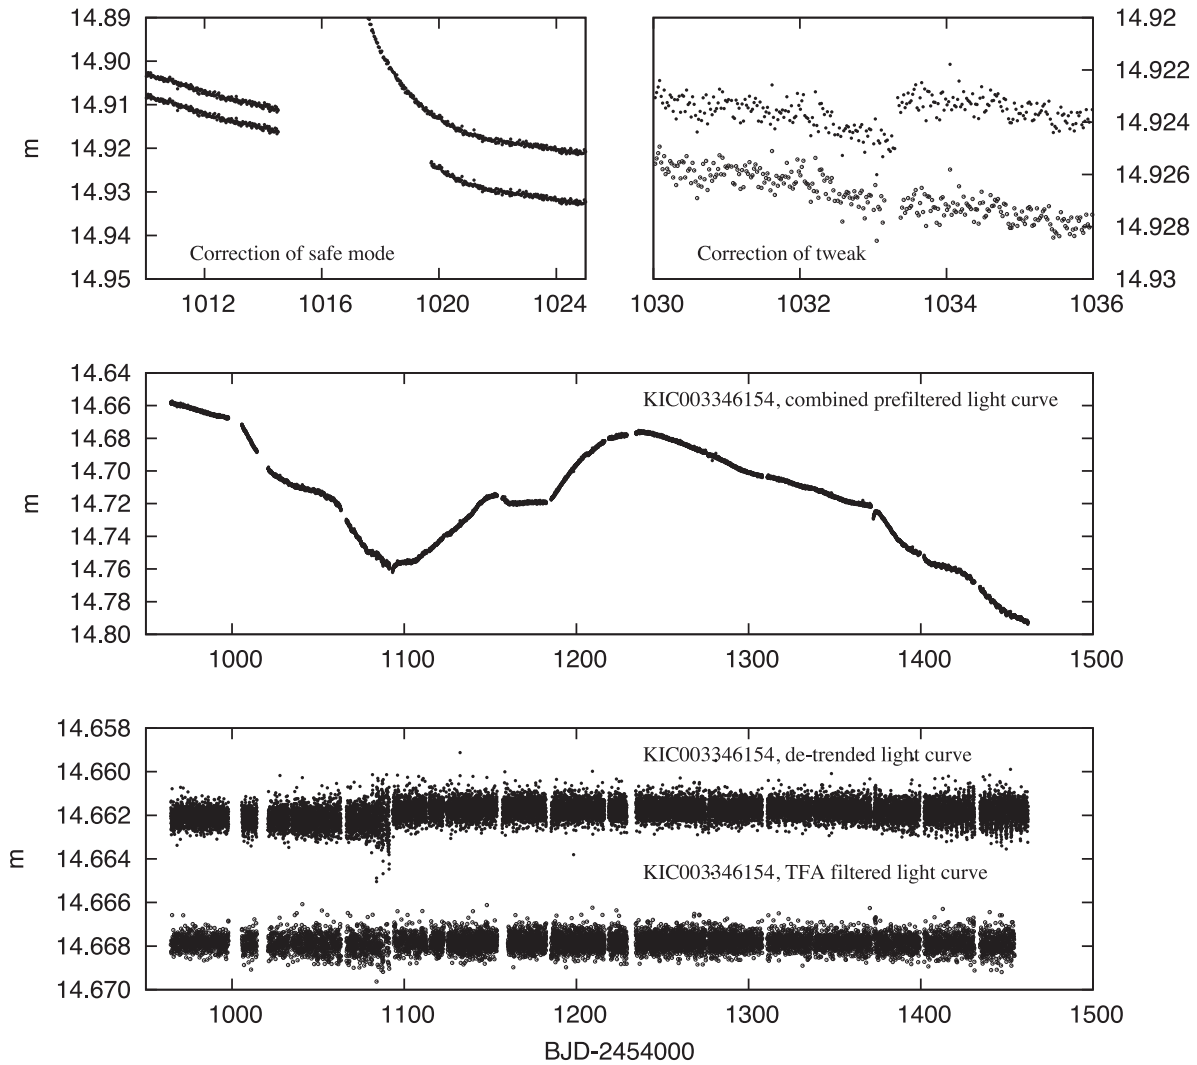 14.89
14.90
14.91
14.92
14.93
14.94
14.95
m
Correction of safe mode
1012 1016 1020 1024
14.92
14.922
14.924
14.926
14.928
14.93
Correction of tweak
1030 1032 1034 1036
14.64
14.66
14.68
14.70
14.72
14.74
14.76
14.78
14.80
m
KIC003346154, combined prefiltered light curve
1000 1100 1200 1300 1400 1500
14.658
14.660
14.662
14.664
14.666
14.668
14.670
m
KIC003346154, de-trended light curve
KIC003346154, TFA filtered light curve
1000 1100 1200 1300 1400 1500
BJD-2454000